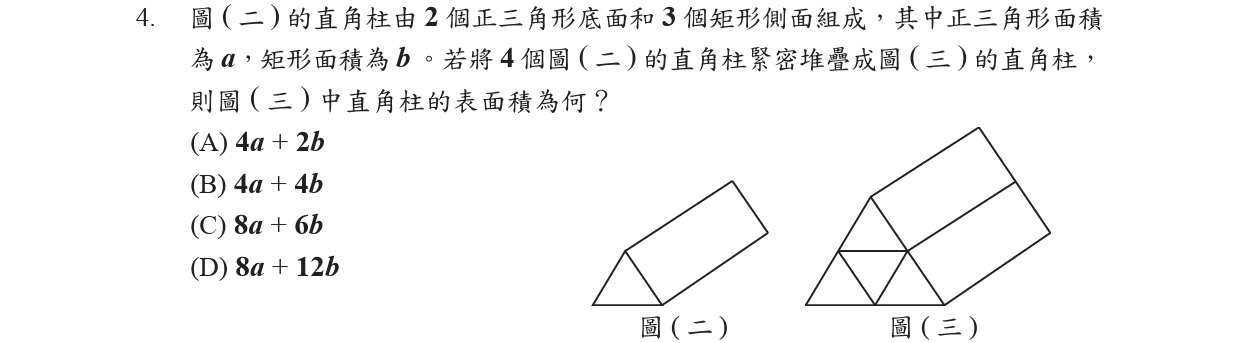 4. 圖(二)的直角柱由 2 個正三角形底面和 3 個矩形側面組成，其中正三角形面積
為 a，矩形面積為 b。若將 4 個圖(二)的直角柱緊密堆疊成圖(三)的直角柱，
則圖(三)中直角柱的表面積為何？
(A) 4a + 2b
(B) 4a + 4b
(C) 8a + 6b
(D) 8a + 12b
圖(二) 圖(三)